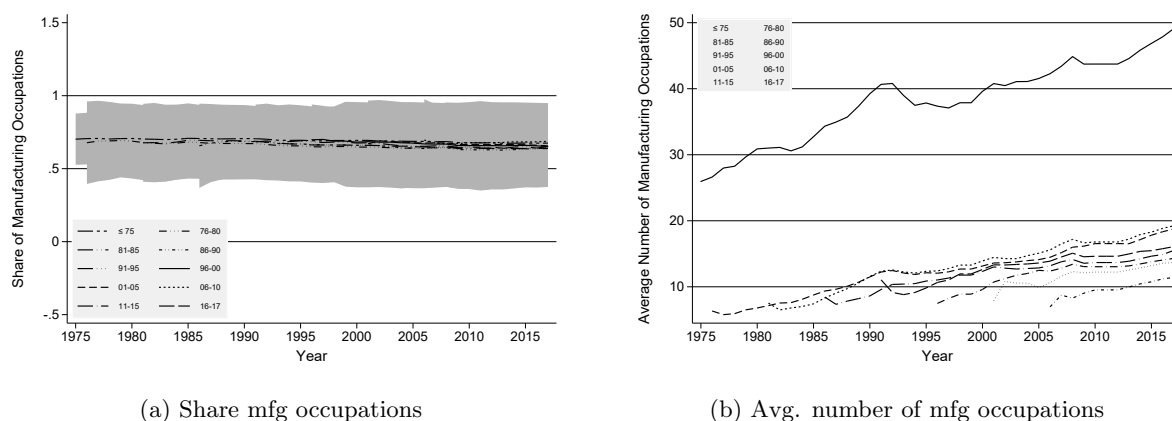 1.5
1
.5
0
-.5
Share of Manufacturing Occupations
≤ 75 76-80
81-85 86-90
91-95 96-00
01-05 06-10
11-15 16-17
1975 1980 1985 1990 1995 2000 2005 2010 2015
Year
(a) Share mfg occupations
50
40
30
20
10
Average Number of Manufacturing Occupations
≤ 75 76-80
81-85 86-90
91-95 96-00
01-05 06-10
11-15 16-17
1975 1980 1985 1990 1995 2000 2005 2010 2015
Year
(b) Avg. number of mfg occupations